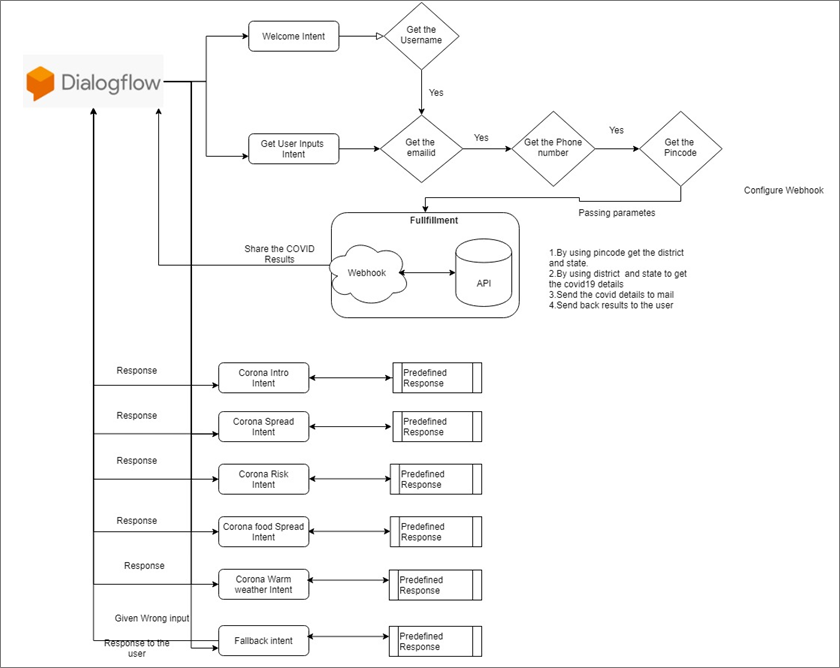 Dialogflow
Welcome Intent
Get the
Username
Yes
Get User Inputs
Intent
Get the
emailid
Yes
Get the Phone
number
Yes
Get the
Pincode
Configure Webhook
Passing parametes
Fullfillment
Share the COVID
Results
Webhook
API
1.By using pincode get the district
and state.
2.By using district and state to get
the covid19 details
3.Send the covid details to mail
4.Send back results to the user
Response
Corona Intro
Intent
Predefined
Response
Response
Corona Spread
Intent
Predefined
Response
Response
Corona Risk
Intent
Predefined
Response
Response
Corona food Spread
Intent
Predefined
Response
Response
Corona Warm
weather Intent
Predefined
Response
Given Wrong input
Response to the
user
Fallback intent
Predefined
Response